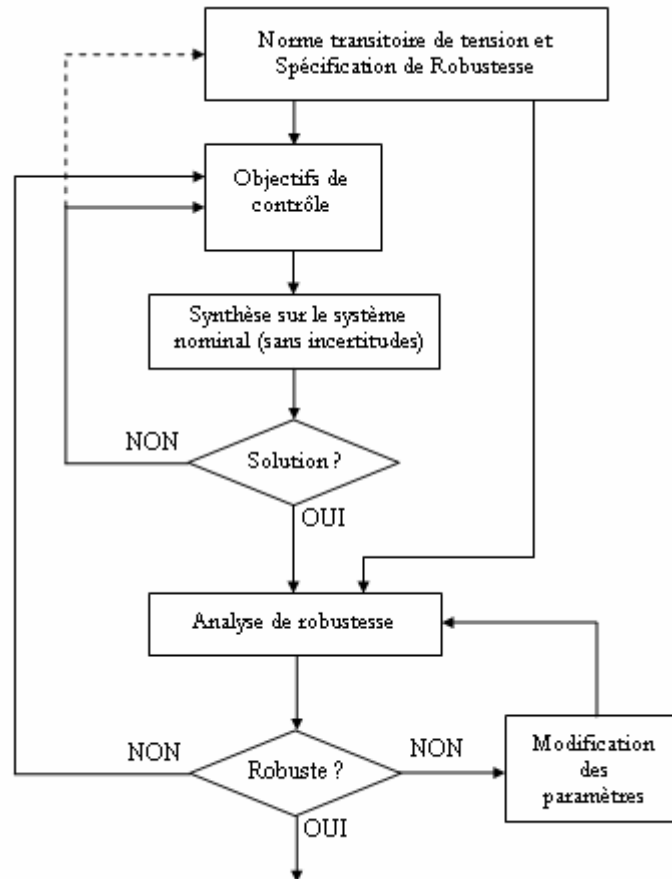 Norme transitoire de tension et
Spécification de Robustesse
Objectifs de
contrôle
Synthèse sur le système
nominal (sans incertitudes)
NON
Solution ?
OUI
Analyse de robustesse
NON
Robuste ?
NON
Modification
des
paramètres
OUI